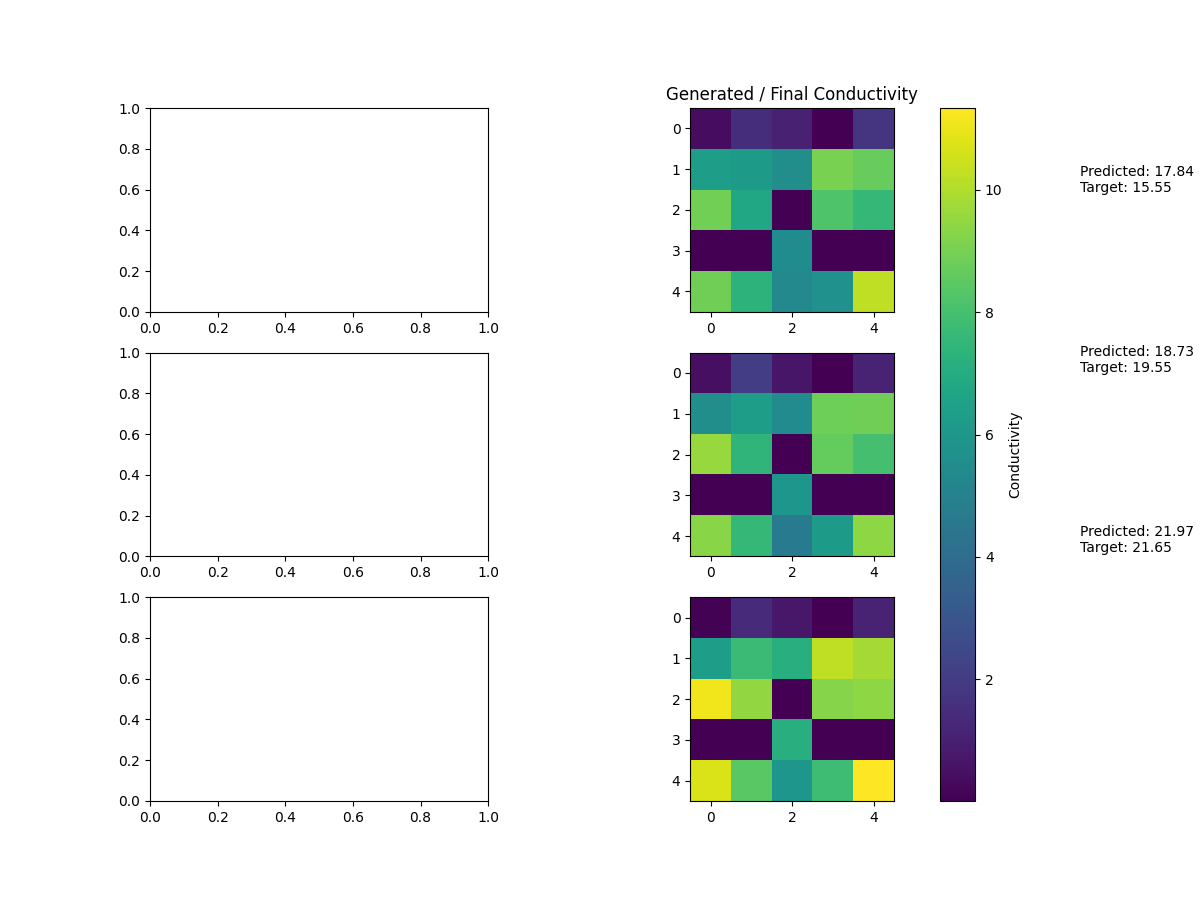 Generated / Final Conductivity
1.0
0.8
0.6
0.4
0.2
0.0
0.0 0.2 0.4 0.6 0.8 1.0
0
1
2
3
4
0 2 4
Predicted: 17.84
Target: 15.55
1.0
0.8
0.6
0.4
0.2
0.0
0.0 0.2 0.4 0.6 0.8 1.0
0
1
2
3
4
0 2 4
Predicted: 18.73
Target: 19.55
1.0
0.8
0.6
0.4
0.2
0.0
0.0 0.2 0.4 0.6 0.8 1.0
0
1
2
3
4
0 2 4
Predicted: 21.97
Target: 21.65
10
8
6
4
2
Conductivity